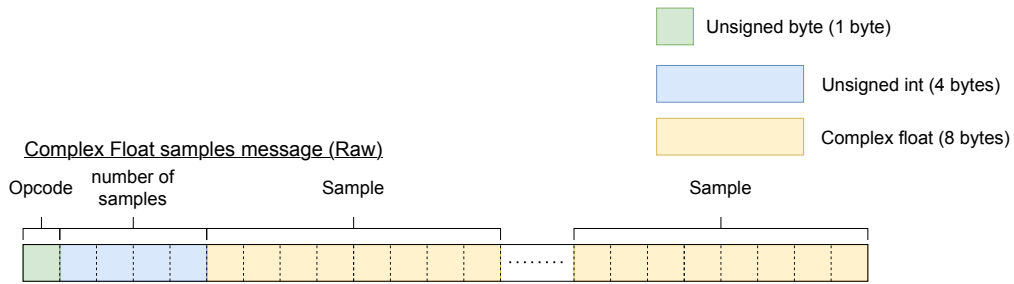 Unsigned byte (1 byte)
Unsigned int (4 bytes)
Complex float (8 bytes)
Complex Float samples message (Raw)
Opcode
number of
samples
Sample
Sample
........